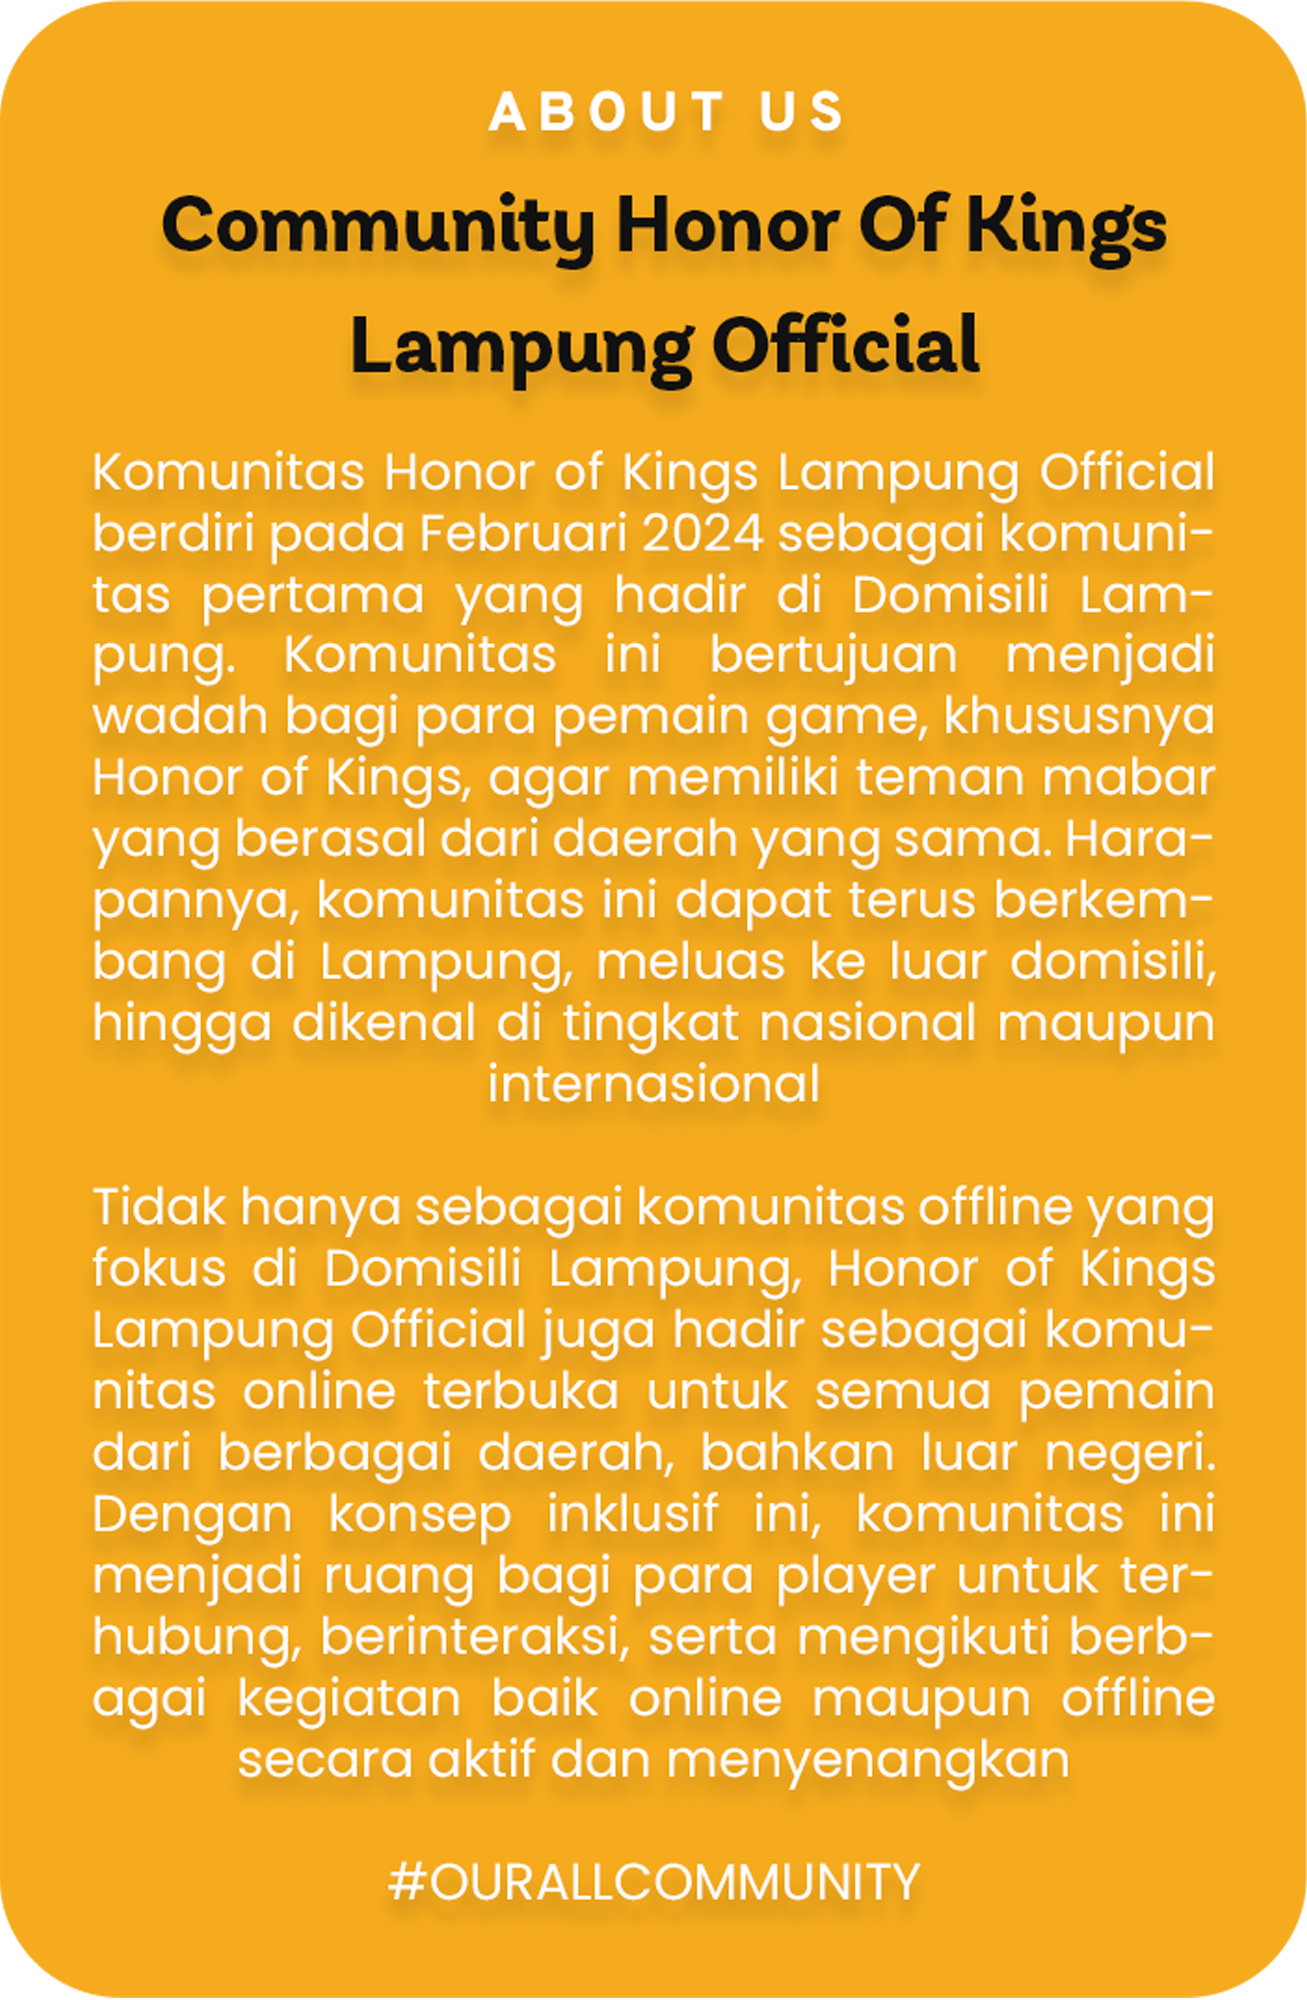 ABOUT US
Community Honor Of Kings
Lampung Official
Komunitas Honor of Kings Lampung Official
berdiri pada Februari 2024 sebagai komuni-
tas pertama yang hadir di Domisili Lam-
pung. Komunitas ini bertujuan menjadi
wadah bagi para pemain game, khususnya
Honor of Kings, agar memiliki teman mabar
yang berasal dari daerah yang sama. Hara-
pannya, komunitas ini dapat terus berkem-
bang di Lampung, meluas ke luar domisili,
hingga dikenal di tingkat nasional maupun
internasional
Tidak hanya sebagai komunitas offline yang
fokus di Domisili Lampung, Honor of Kings
Lampung Official juga hadir sebagai komu-
nitas online terbuka untuk semua pemain
dari berbagai daerah, bahkan luar negeri.
Dengan konsep inklusif ini, komunitas ini
menjadi ruang bagi para player untuk ter-
hubung, berinteraksi, serta mengikuti berb-
agai kegiatan baik online maupun offline
secara aktif dan menyenangkan
#OURALLCOMMUNITY